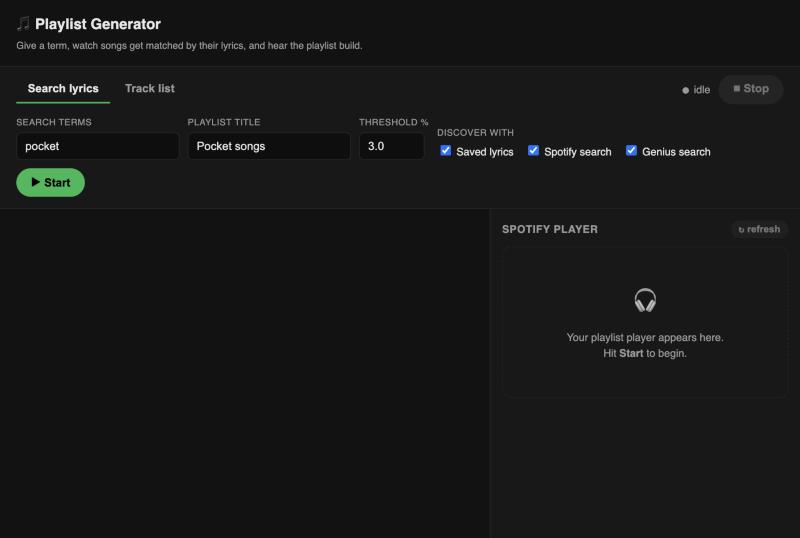 Playlist Generator
Give a term, watch songs get matched by their lyrics, and hear the playlist build.
Search lyrics Track list
idle Stop
SEARCH TERMS PLAYLIST TITLE THRESHOLD % DISCOVER WITH
pocket Pocket songs 3.0 Saved lyrics Spotify search Genius search
Start
SPOTIFY PLAYER refresh
Your playlist player appears here.
Hit Start to begin.